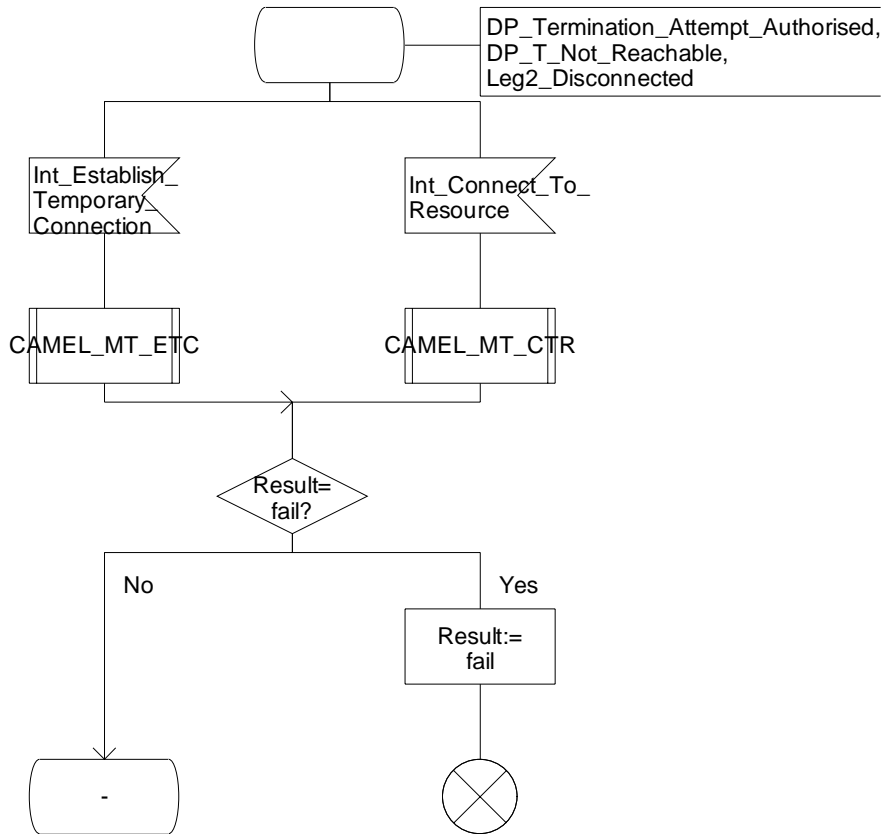 DP_Termination_Attempt_Authorised,
DP_T_Not_Reachable,
Leg2_Disconnected
Int_Establish_
Temporary_
Connection
Int_Connect_To_
Resource
CAMEL_MT_ETC
CAMEL_MT_CTR
Result=
fail?
No
Yes
Result:=
fail
-